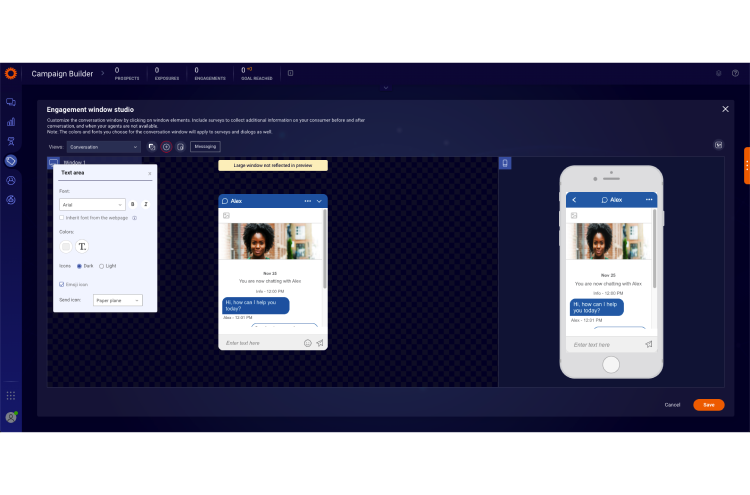 Campaign Builder
0
PROSPECTS
0
EXPOSURES
0
ENGAGEMENTS
0
GOAL REACHED
Engagement window studio
Customize the conversation window by clicking on window elements. Include surveys to collect additional information on your consumer before and after
conversation, and when your agents are not available.
Note: The colors and fonts you choose for the conversation window will apply to surveys and dialogs as well
Views: Conversation
Messaging
Window 1
Text area
Font:
Arial
B I
Inherit font from the webpage
Colors:
T
Icons: Dark Light
Emoji icon
Send icon: Paper plane
Large window not reflected in preview
Alex
Nov 25
You are now chatting with Alex
Info - 12:00 PM
Hi, how can I help you
today?
Alex - 12:01 PM
Enter text here
Alex
Nov 25
You are now chatting with Alex
Info - 12:00 PM
Hi, how can I help you
today?
Alex - 12:01 PM
Enter text here
Cancel
Save